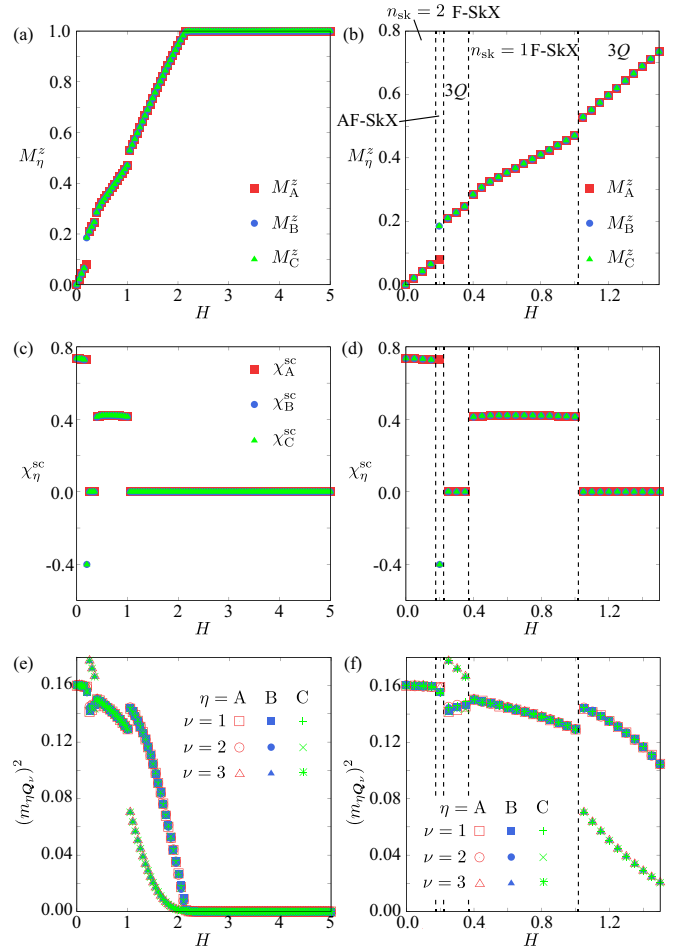 (a)
1.0
0.8
0.6
0.4
0.2
0.0
M_η^z
M_A^z
M_B^z
M_C^z
0 1 2 3 4 5
H
(b)
n_sk = 2 F-SkX
n_sk = 1 F-SkX
3Q
3Q
AF-SkX
0.8
0.6
0.4
0.2
0.0
M_η^z
M_A^z
M_B^z
M_C^z
0.0 0.4 0.8 1.2
H
(c)
0.8
0.4
0.0
-0.4
χ_η^sc
χ_A^sc
χ_B^sc
χ_C^sc
0 1 2 3 4 5
H
(d)
0.8
0.4
0.0
-0.4
χ_η^sc
0.0 0.4 0.8 1.2
H
(e)
0.16
0.12
0.08
0.04
0
(m_ηQ_ν)^2
η = A B C
ν = 1
ν = 2
ν = 3
0 1 2 3 4 5
H
(f)
0.16
0.12
0.08
0.04
0
(m_ηQ_ν)^2
η = A B C
ν = 1
ν = 2
ν = 3
0.0 0.4 0.8 1.2
H